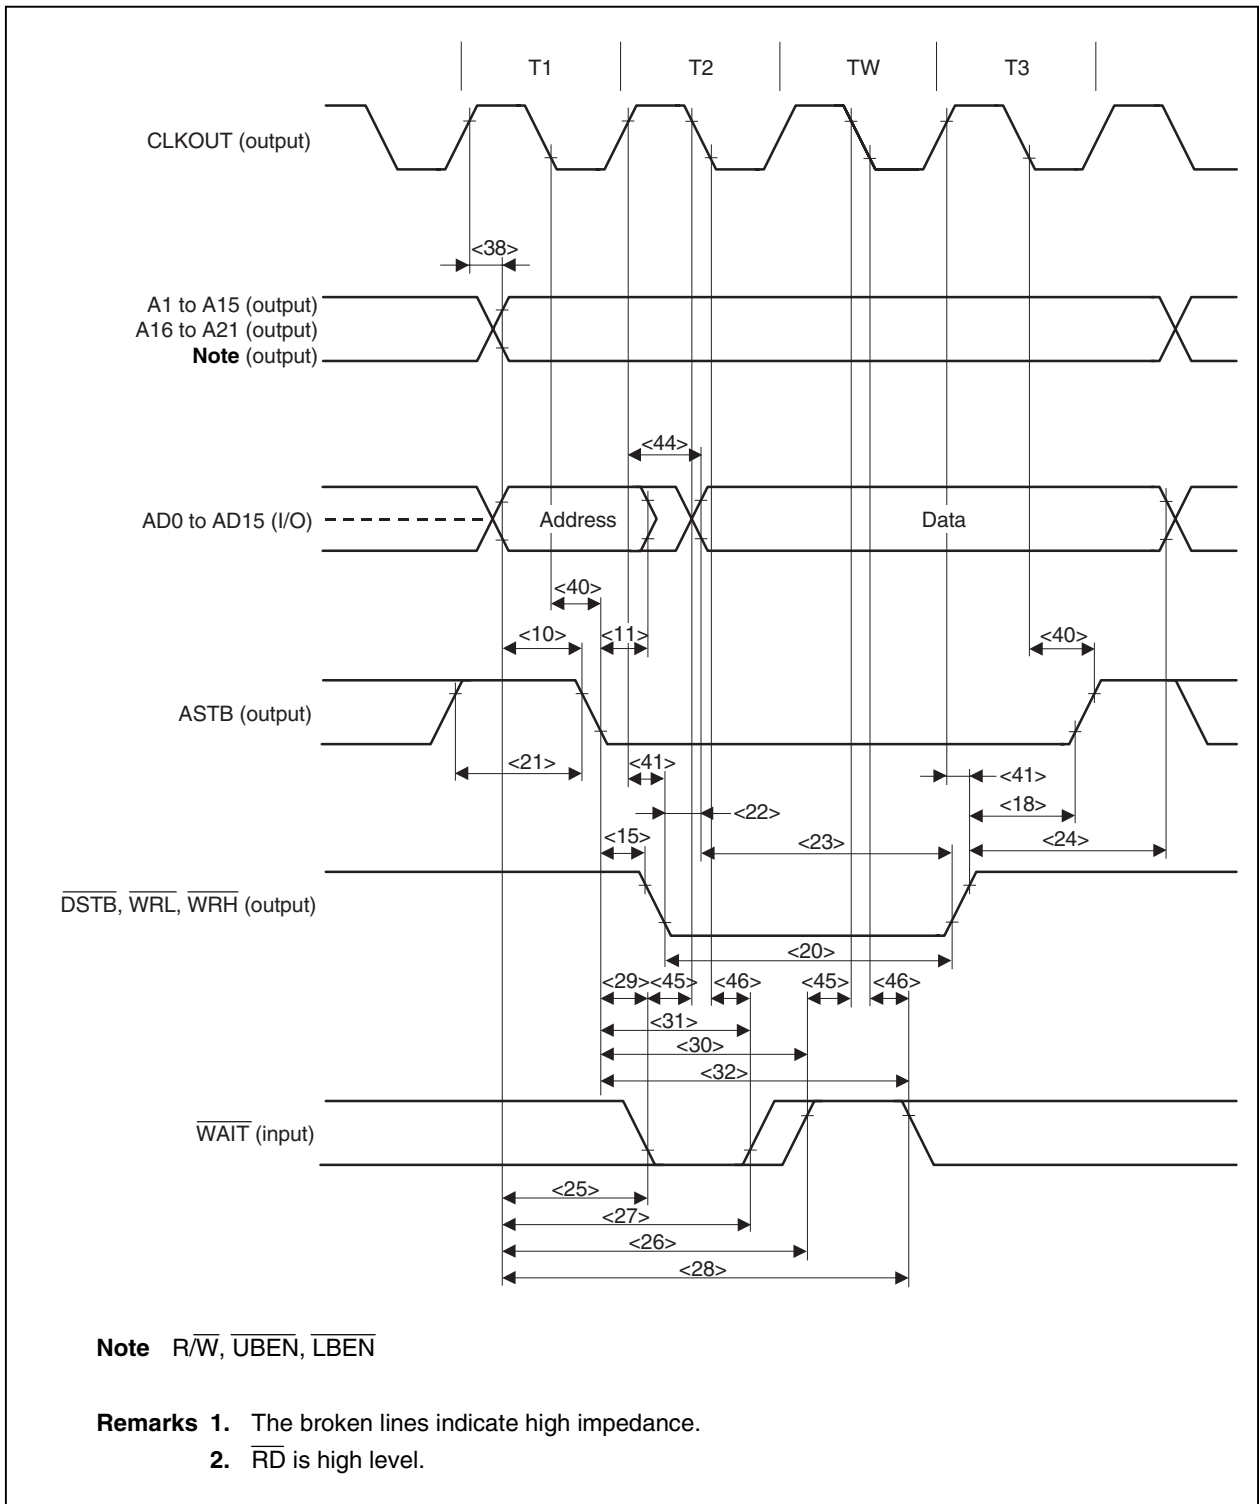 T1 T2 TW T3
CLKOUT (output)
<38>
A1 to A15 (output)
A16 to A21 (output)
Note (output)
<44>
AD0 to AD15 (I/O) Address Data
<40>
<10> <11> <40>
ASTB (output)
<21> <41> <41>
<22> <18>
<15> <23> <24>
DSTB, WRL, WRH (output)
<20>
<29> <45> <46> <45> <46>
<31>
<30>
<32>
WAIT (input)
<25>
<27>
<26>
<28>
Note R/W, UBEN, LBEN
Remarks 1. The broken lines indicate high impedance.
2. RD is high level.